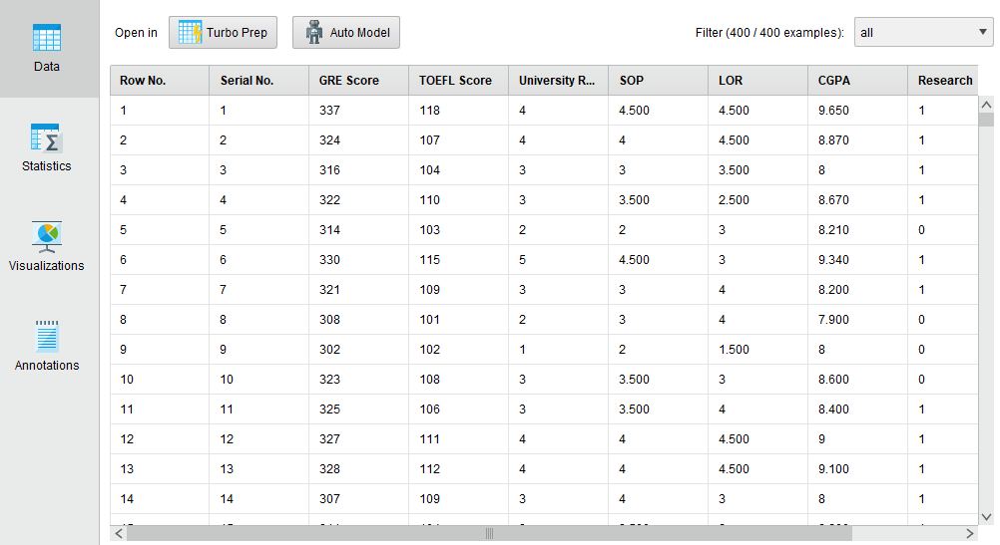 Data
Statistics
Visualizations
Annotations
Open in Turbo Prep Auto Model Filter (400 / 400 examples): all
Row No. Serial No. GRE Score TOEFL Score University R... SOP LOR CGPA Research
1 1 337 118 4 4.500 4.500 9.650 1
2 2 324 107 4 4 4.500 8.870 1
3 3 316 104 3 3 3.500 8 1
4 4 322 110 3 3.500 2.500 8.670 1
5 5 314 103 2 2 3 8.210 0
6 6 330 115 5 4.500 3 9.340 1
7 7 321 109 3 3 4 8.200 1
8 8 308 101 2 3 4 7.900 0
9 9 302 102 1 2 1.500 8 0
10 10 323 108 3 3.500 3 8.600 0
11 11 325 106 3 3.500 4 8.400 1
12 12 327 111 4 4 4.500 9 1
13 13 328 112 4 4 4.500 9.100 1
14 14 307 109 3 4 3 8 1